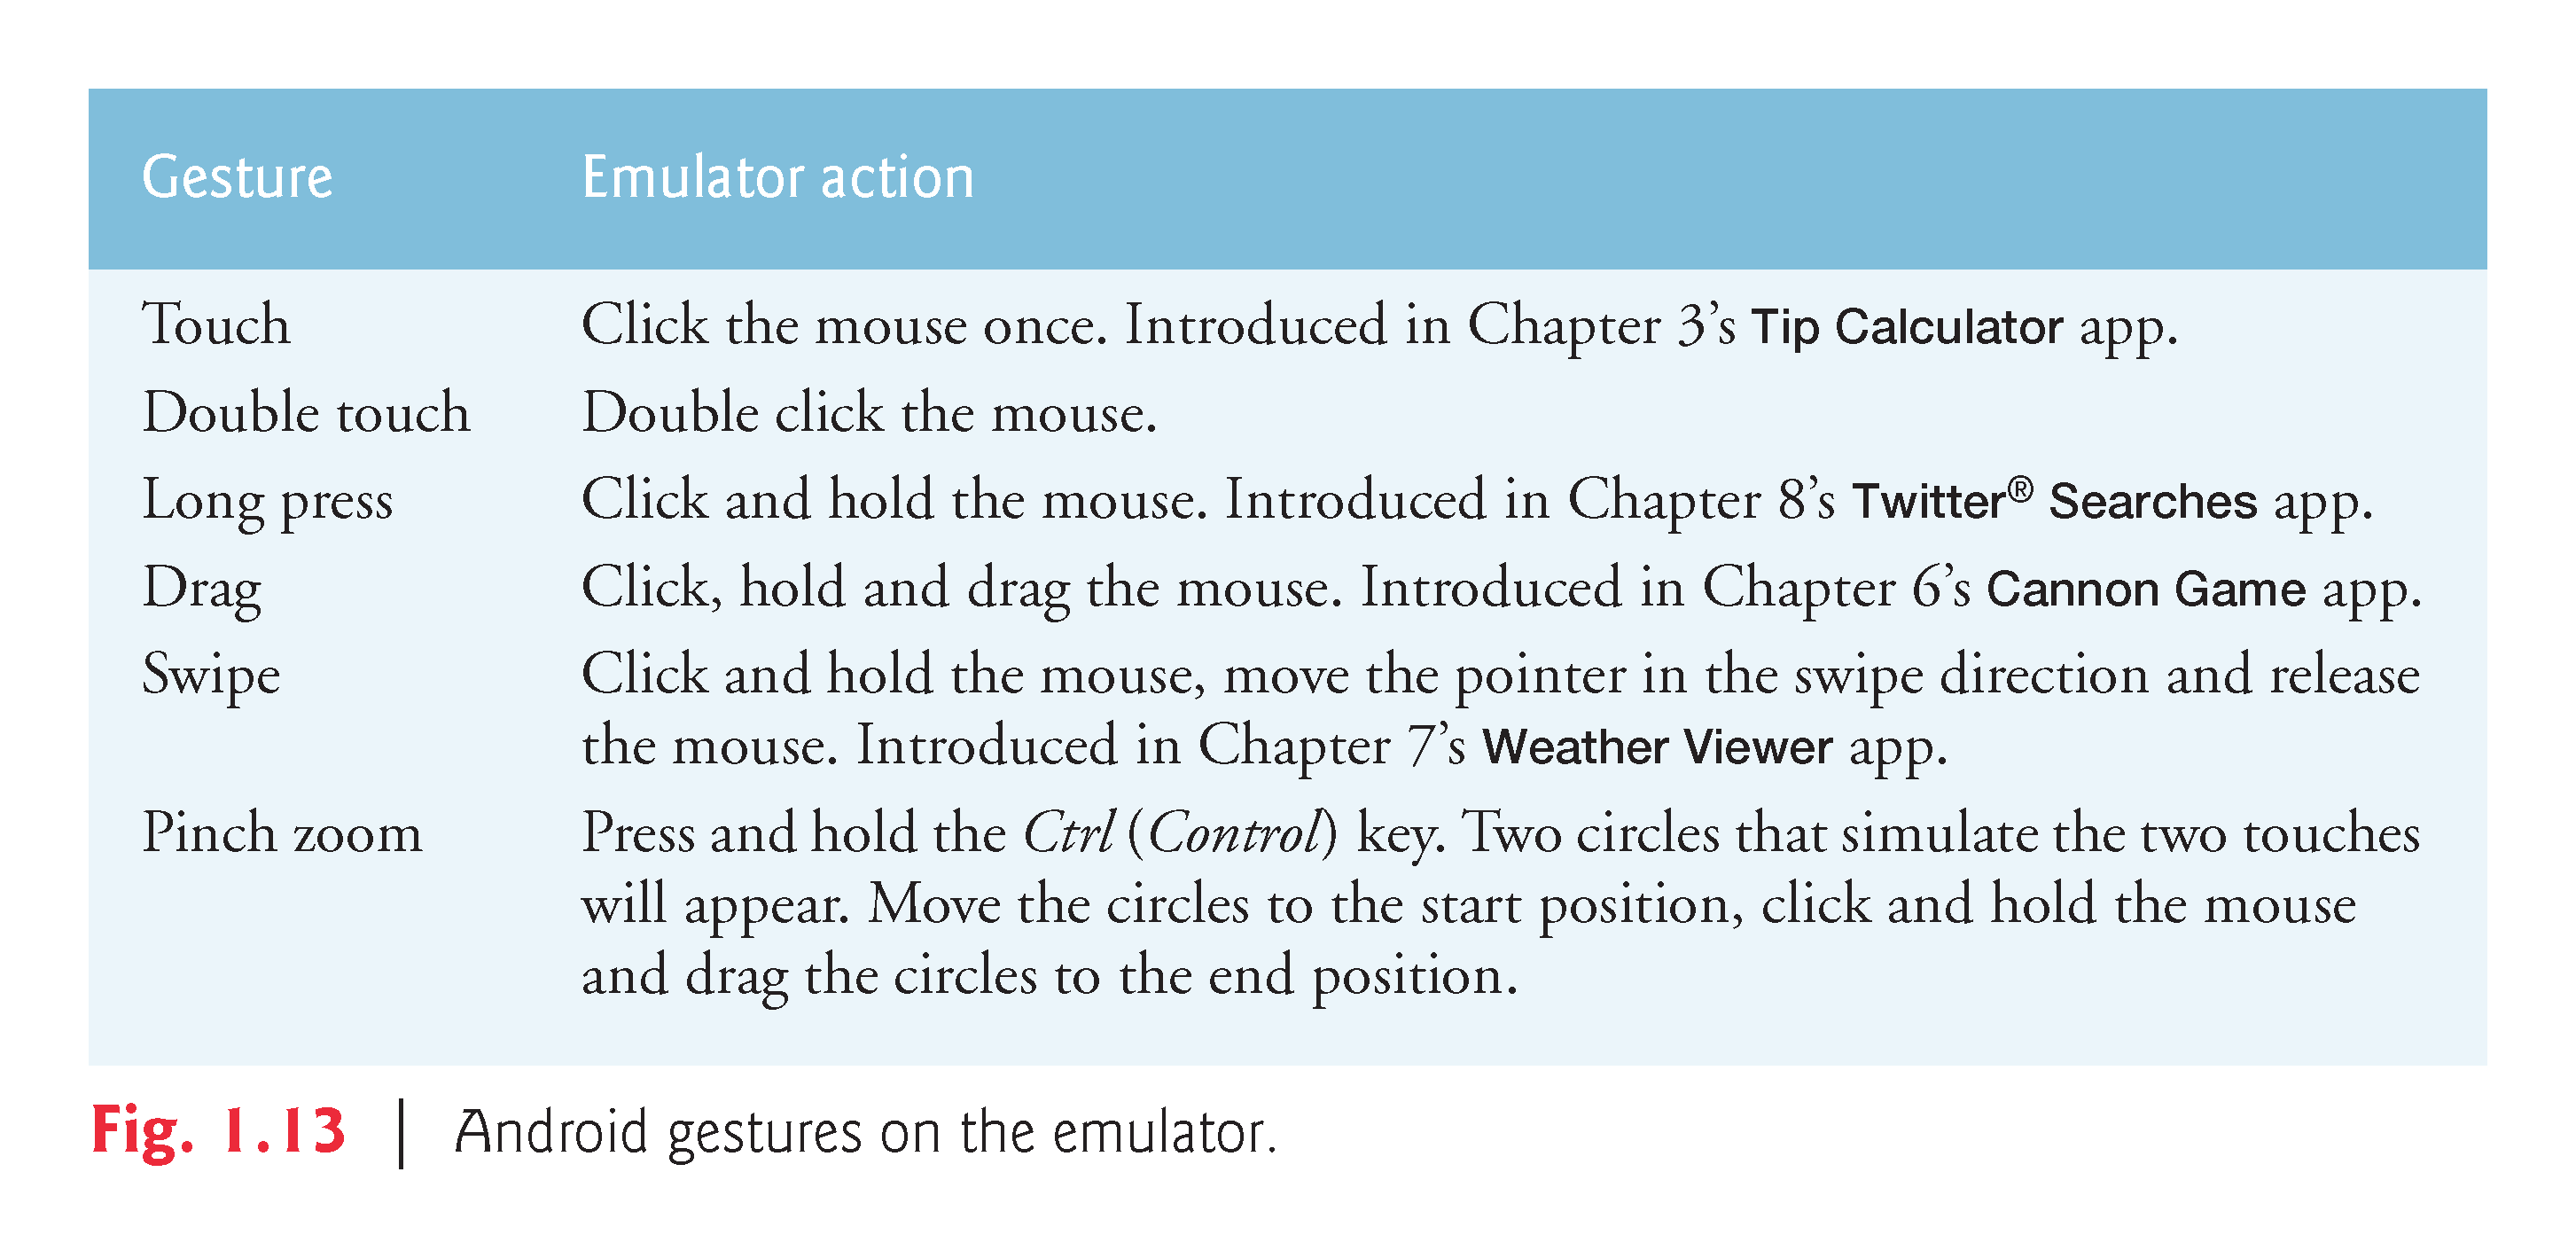 Gesture Emulator action
Touch Click the mouse once. Introduced in Chapter 3’s Tip Calculator app.
Double touch Double click the mouse.
Long press Click and hold the mouse. Introduced in Chapter 8’s Twitter® Searches app.
Drag Click, hold and drag the mouse. Introduced in Chapter 6’s Cannon Game app.
Swipe Click and hold the mouse, move the pointer in the swipe direction and release
the mouse. Introduced in Chapter 7’s Weather Viewer app.
Pinch zoom Press and hold the Ctrl (Control) key. Two circles that simulate the two touches
will appear. Move the circles to the start position, click and hold the mouse
and drag the circles to the end position.
Fig. 1.13 | Android gestures on the emulator.